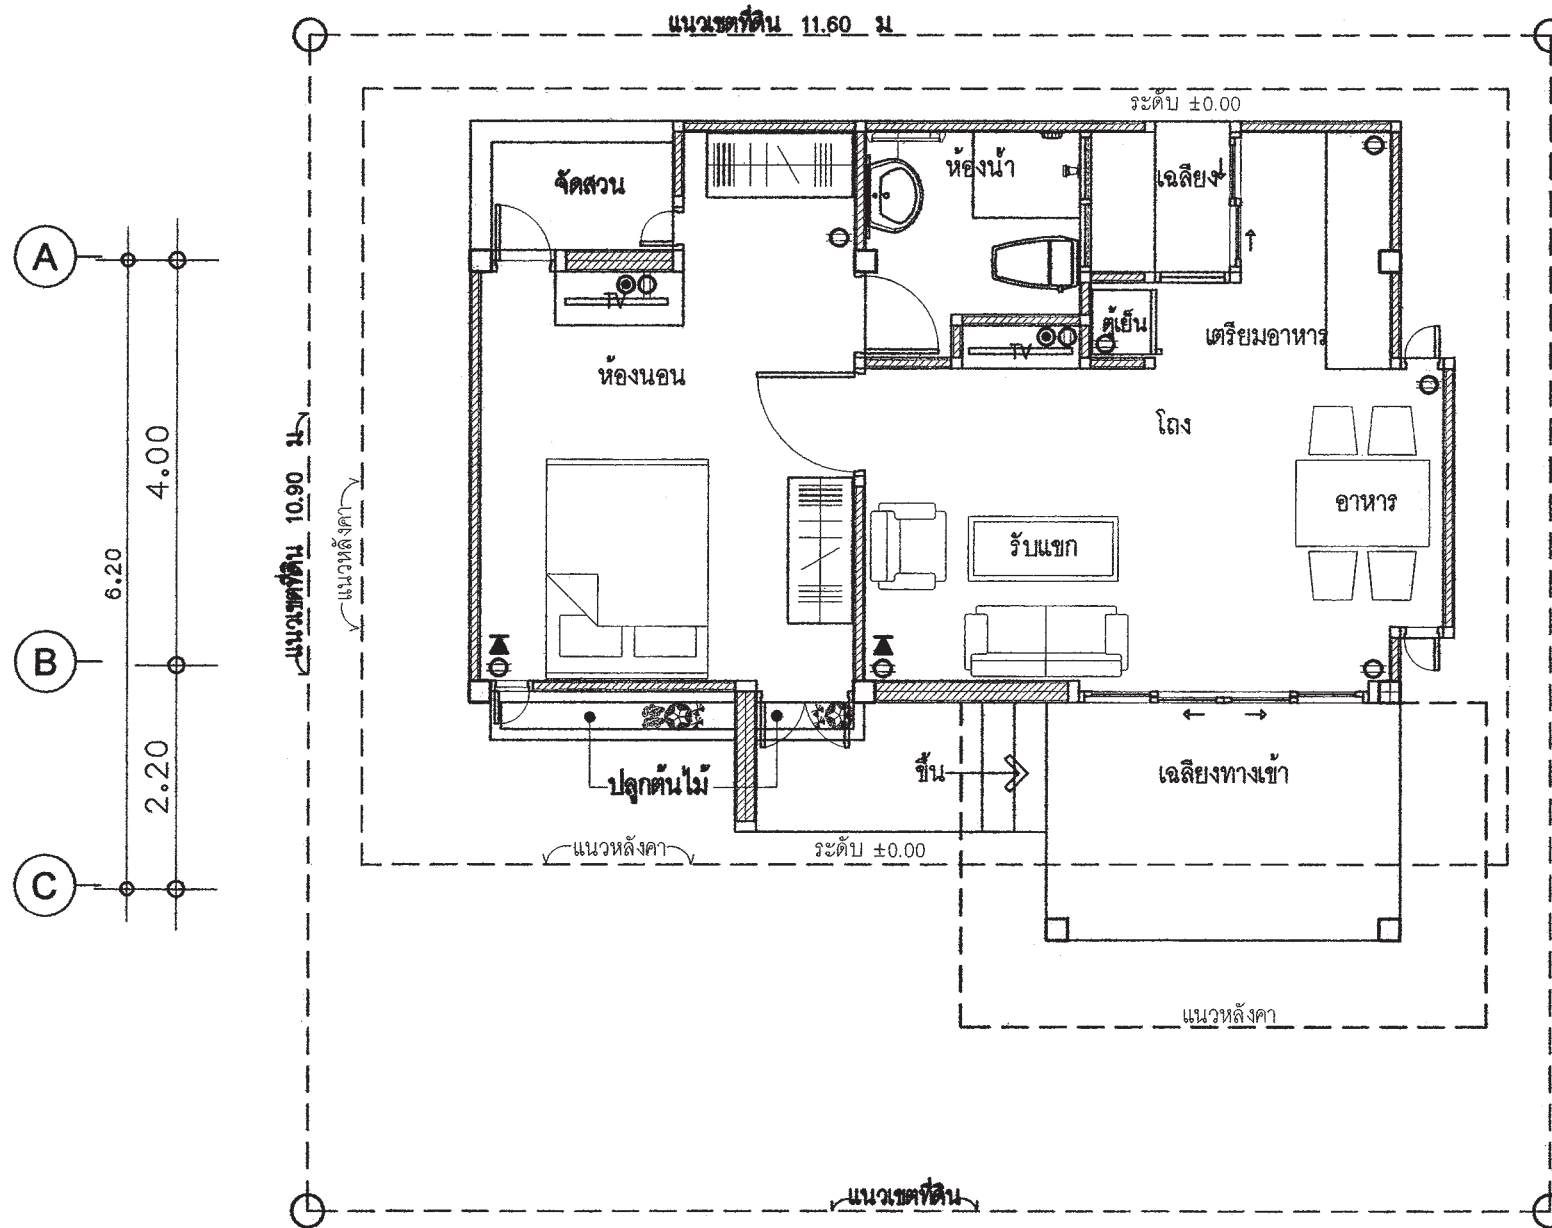 แนวเขตที่ดิน 11.60 ม
ระดับ ±0.00
จัดสวน
ห้องน้ำ
เฉลียง
A
TV
ตู้เย็น
TV
เตรียมอาหาร
ห้องนอน
โถง
4.00
แนวเขตที่ดิน 10.90 ม
แนวหลังคา
อาหาร
รับแขก
6.20
B
2.20
ปลูกต้นไม้
ขึ้น
เฉลียงทางเข้า
แนวหลังคา
ระดับ ±0.00
C
แนวหลังคา
แนวเขตที่ดิน